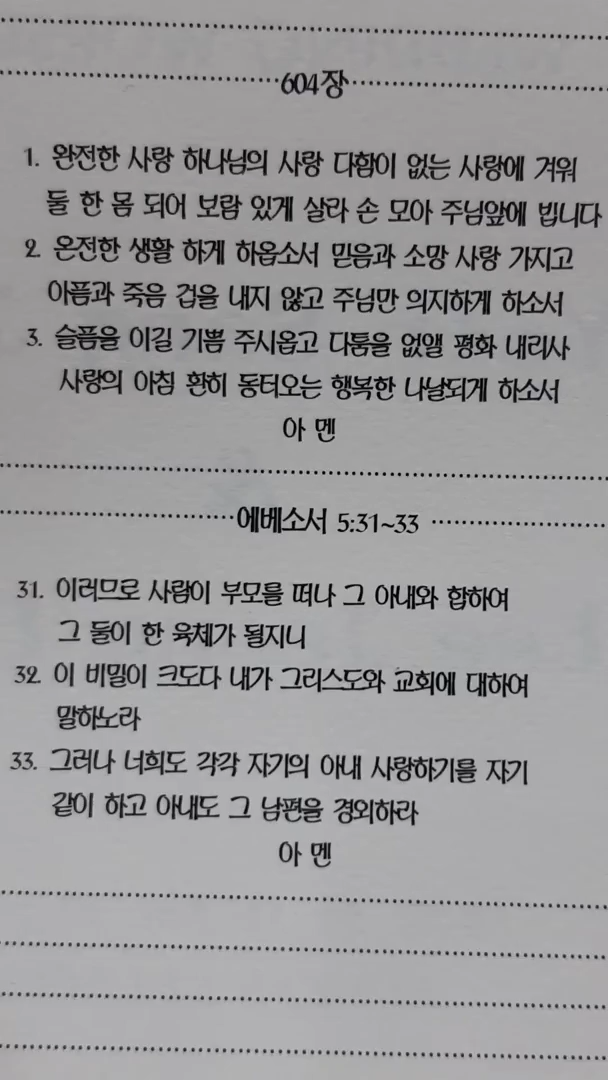 604장
1. 완전한 사랑 하나님의 사랑 다함이 없는 사랑에 겨워
둘 한 몸 되어 보람 있게 살라 손 모아 주님앞에 빕니다
2. 온전한 생활 하게 하옵소서 믿음과 소망 사랑 가지고
아픔과 죽음 겁을 내지 않고 주님만 의지하게 하소서
3. 슬픔을 이길 기쁨 주시옵고 다툼을 없앨 평화 내리사
사랑의 아침 환히 동터오는 행복한 나날되게 하소서
아 멘
에베소서 5:31~33
31. 이러므로 사람이 부모를 떠나 그 아내와 합하여
그 둘이 한 육체가 될지니
32. 이 비밀이 크도다 내가 그리스도와 교회에 대하여
말하노라
33. 그러나 너희도 각각 자기의 아내 사랑하기를 자기
같이 하고 아내도 그 남편을 경외하라
아 멘